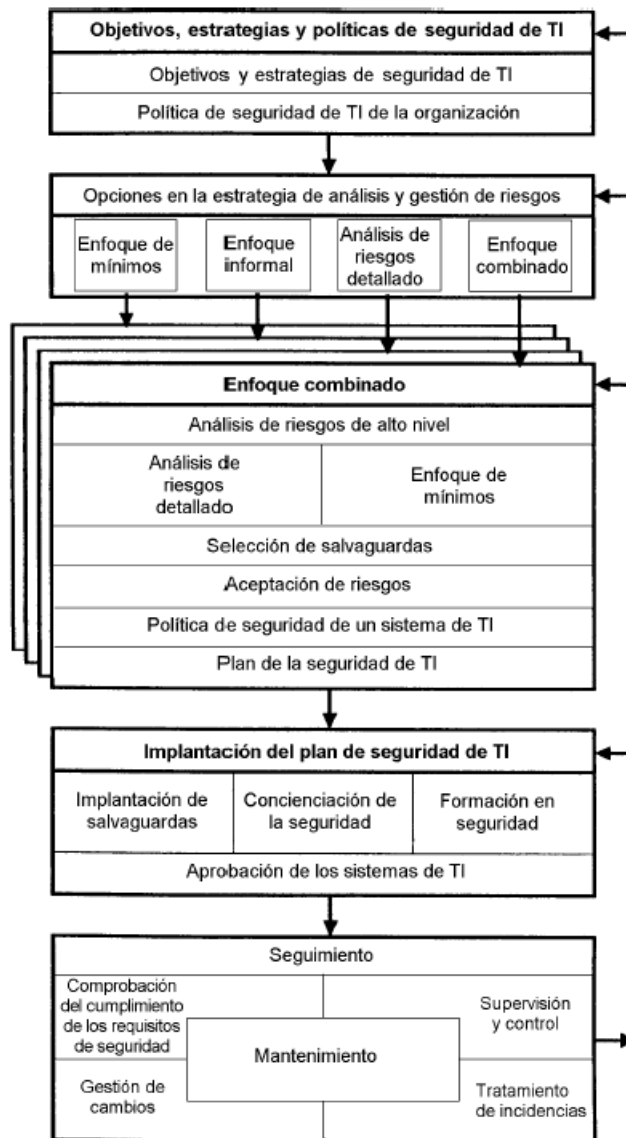 Objetivos, estrategias y políticas de seguridad de TI
Objetivos y estrategias de seguridad de TI
Política de seguridad de TI de la organización
Opciones en la estrategia de análisis y gestión de riesgos
Enfoque de
mínimos
Enfoque
informal
Análisis de
riesgos
detallado
Enfoque
combinado
Enfoque combinado
Análisis de riesgos de alto nivel
Análisis de
riesgos
detallado
Enfoque de
mínimos
Selección de salvaguardas
Aceptación de riesgos
Política de seguridad de un sistema de TI
Plan de la seguridad de TI
Implantación del plan de seguridad de TI
Implantación de
salvaguardas
Concienciación de
la seguridad
Formación en
seguridad
Aprobación de los sistemas de TI
Seguimiento
Comprobación
del cumplimiento
de los requisitos
de seguridad
Supervisión
y control
Mantenimiento
Gestión de
cambios
Tratamiento
de incidencias